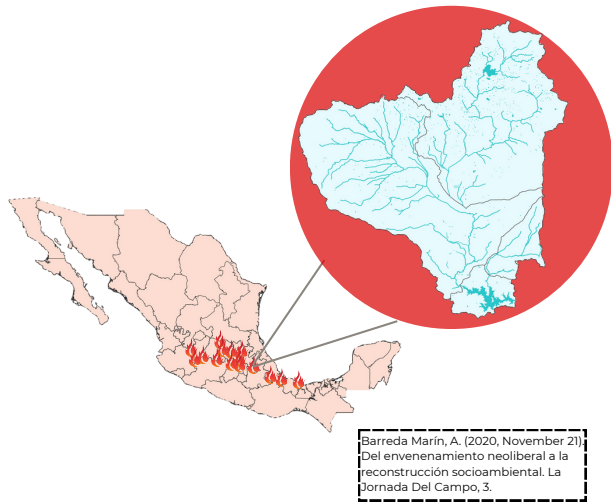 Barreda Marín, A. (2020, November 21).
Del envenenamiento neoliberal a la
reconstrucción socioambiental. La
Jornada Del Campo, 3.